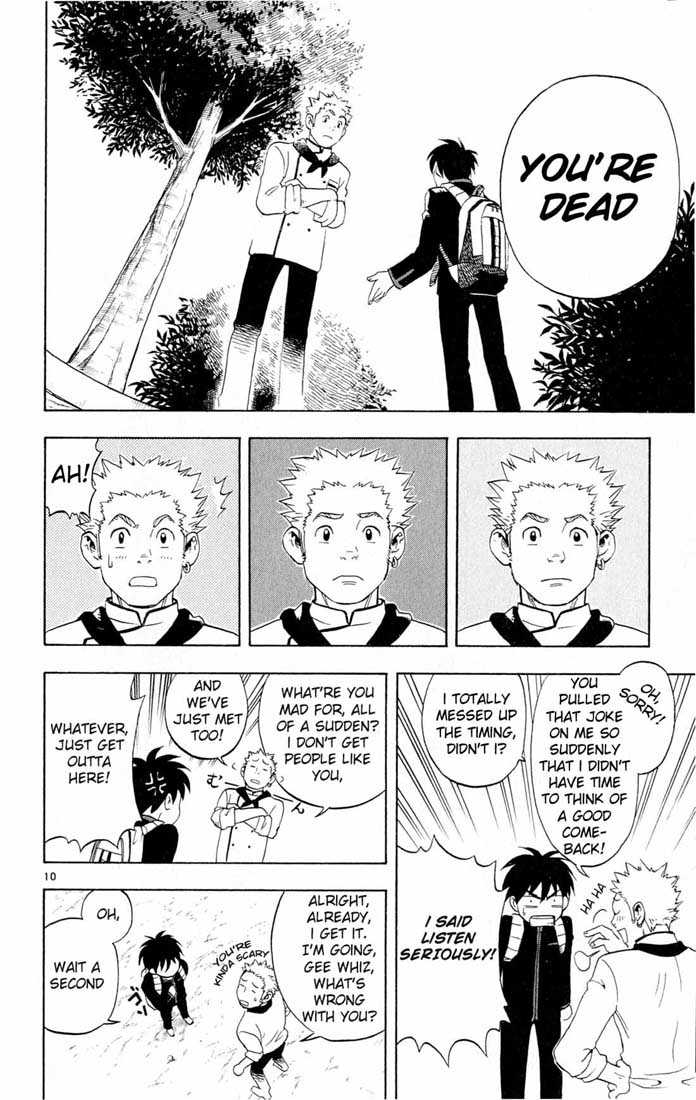 YOU'RE
DEAD
AH!
OH,
SORRY!
YOU
PULLED
THAT JOKE
ON ME SO
SUDDENLY
THAT I DIDN'T
HAVE TIME
TO THINK OF
A GOOD
COME-
BACK!
I TOTALLY
MESSED UP
THE TIMING,
DIDN'T I?
HA HA
I SAID
LISTEN
SERIOUSLY!
WHAT'RE YOU
MAD FOR, ALL
OF A SUDDEN?
I DON'T GET
PEOPLE LIKE
YOU,
AND
WE'VE
JUST MET
TOO!
む
ん
WHATEVER,
JUST GET
OUTTA
HERE!
ALRIGHT,
ALREADY,
I GET IT.
I'M GOING,
GEE WHIZ,
WHAT'S
WRONG
WITH YOU?
YOU'RE
KINDA SCARY
OH,
WAIT A
SECOND
10